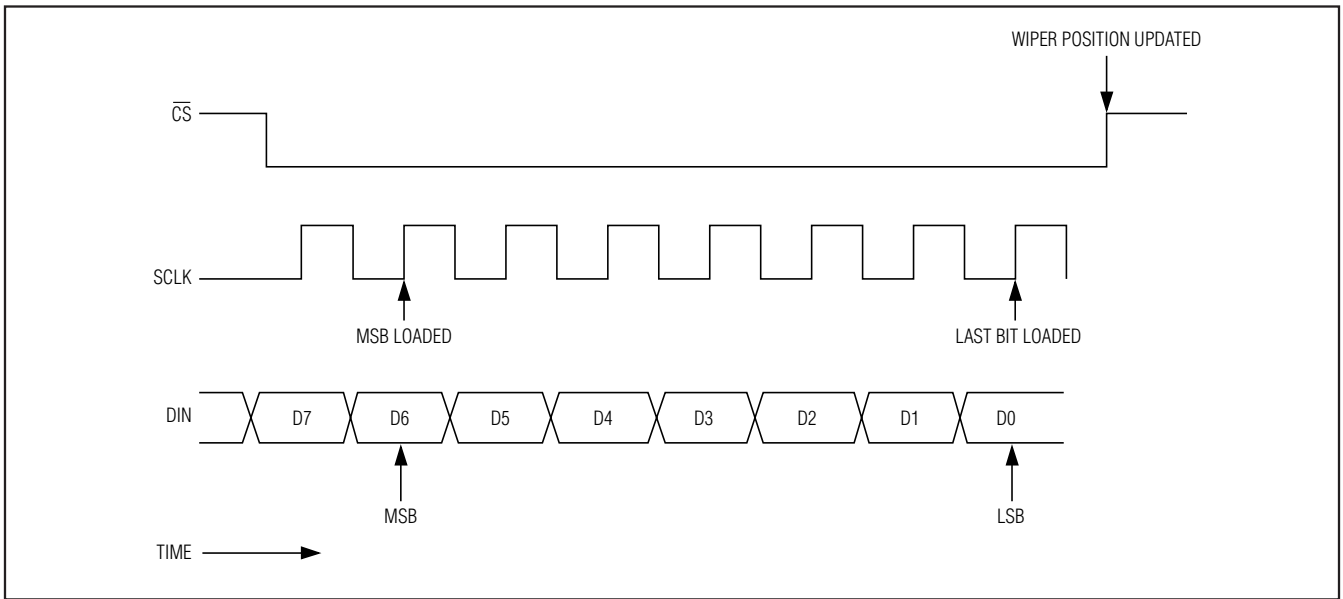 WIPER POSITION UPDATED
C̅S̅
SCLK
MSB LOADED
LAST BIT LOADED
DIN
D7
D6
D5
D4
D3
D2
D1
D0
MSB
LSB
TIME